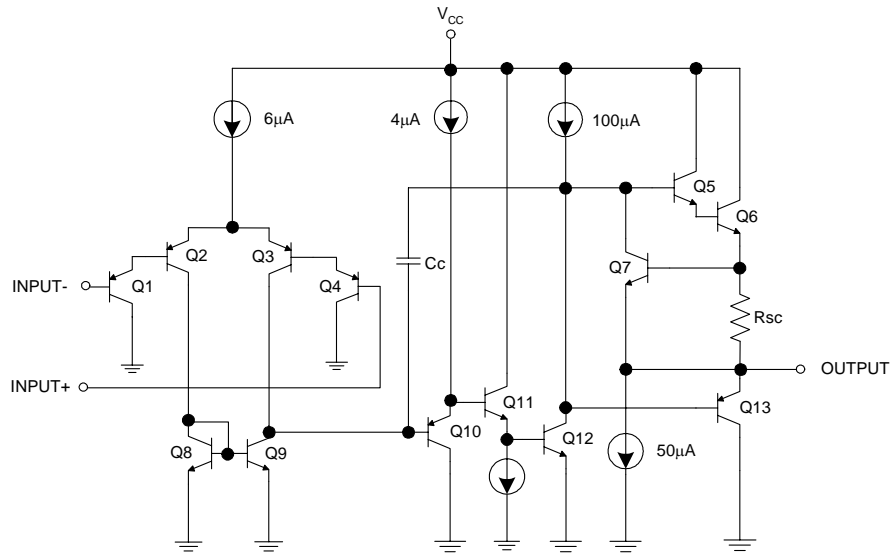 VCC
6μA
4μA
100μA
Q5
Q6
Q2
Q3
Cc
Q7
INPUT-
Q1
Q4
Rsc
INPUT+
OUTPUT
Q11
Q8
Q9
Q10
Q12
Q13
50μA